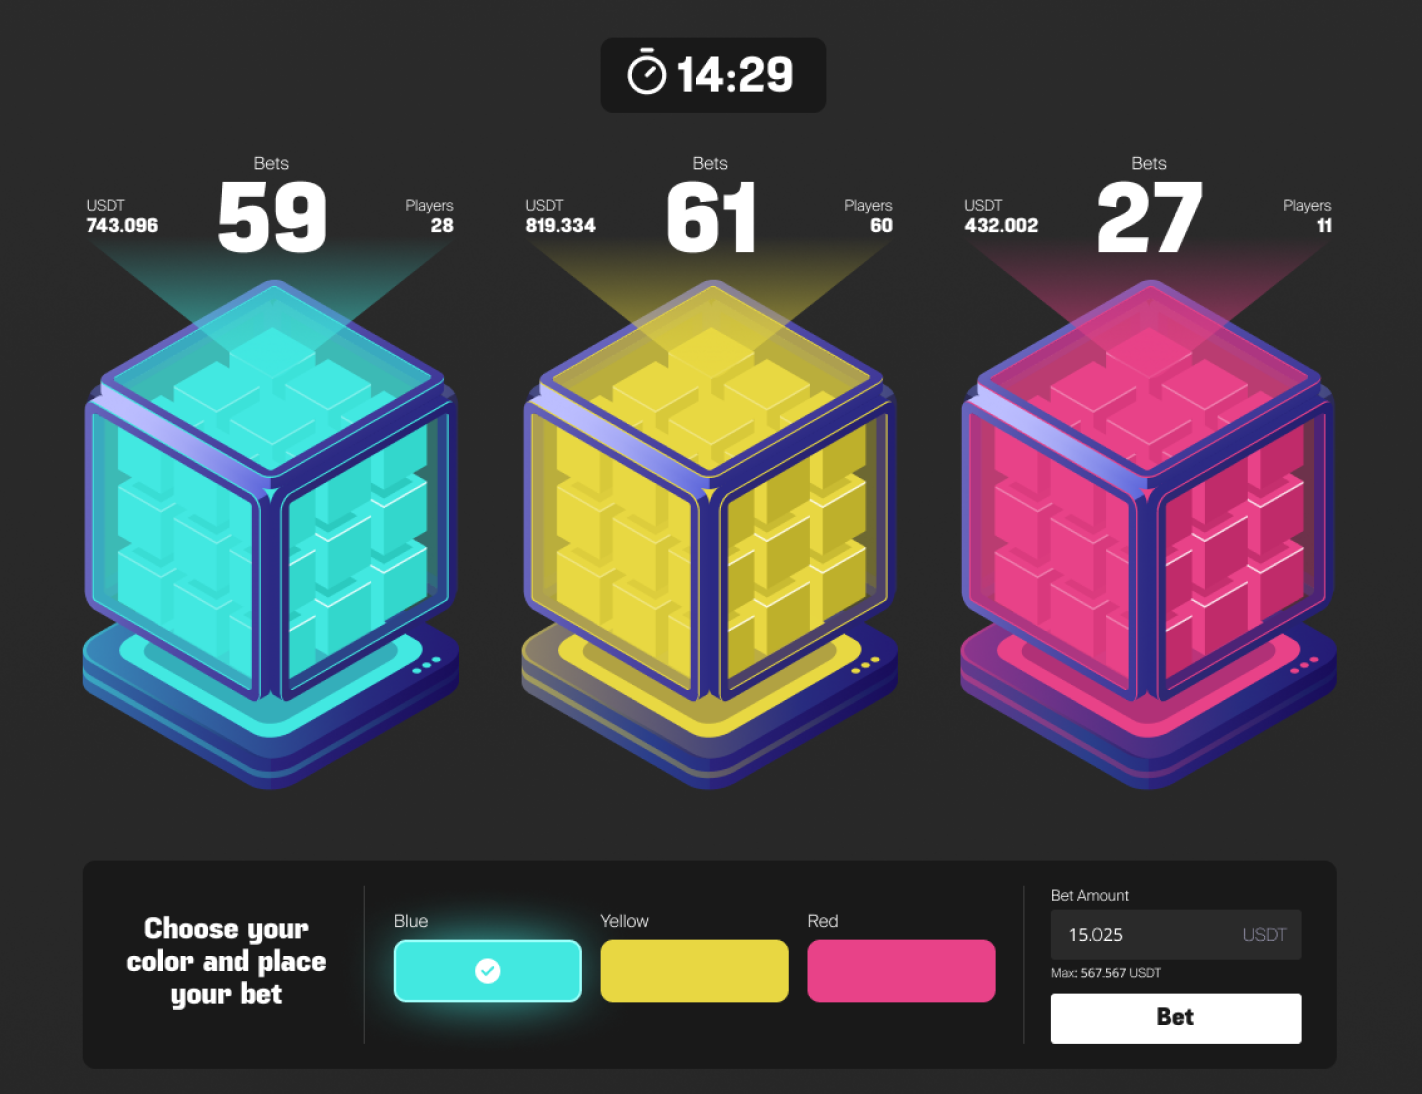 14:29
Bets
59
USDT
743.096
Players
28
Bets
61
USDT
819.334
Players
60
Bets
27
USDT
432.002
Players
11
Choose your
color and place
your bet
Blue
Yellow
Red
Bet Amount
15.025 USDT
Max: 567.567 USDT
Bet